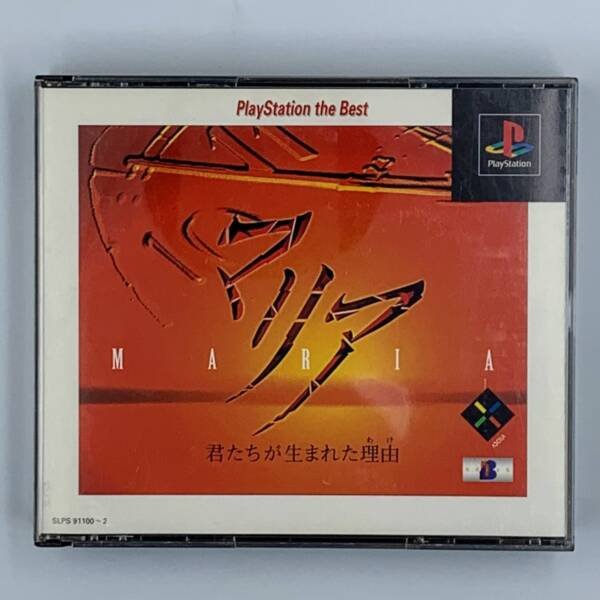 PlayStation the Best
PlayStation
マリア
MARIA
君たちが生まれた理由
わけ
SLPS 91100~2